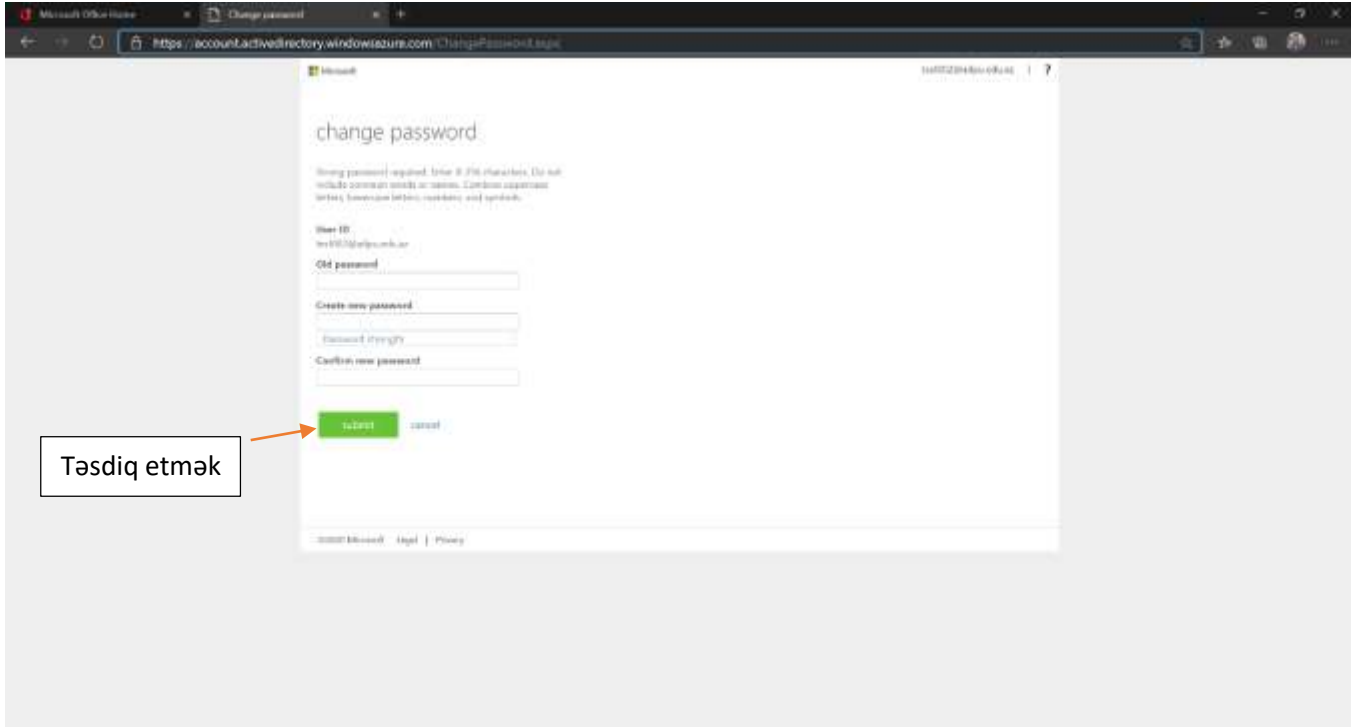 Microsoft Office Home
Change password
https://account.activedirectory.windowsazure.com/ChangePassword.aspx
Microsoft
| ?
change password
Strong password required. Enter 8-256 characters. Do not
include common words or names. Combine uppercase
letters, lowercase letters, numbers, and symbols.
User ID
Old password
Create new password
Password strength
Confirm new password
submit cancel
Təsdiq etmək
Microsoft Legal | Privacy